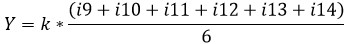 Y = k * (i9 + i10 + i11 + i12 + i13 + i14)
6